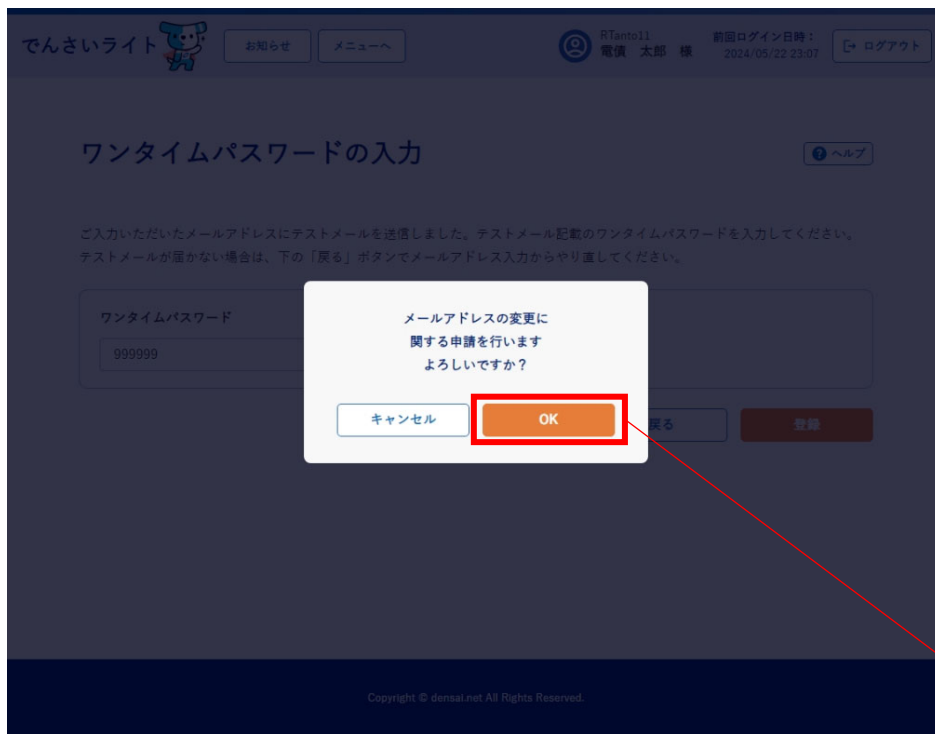 でんさいライト
お知らせ
メニューへ
RTanto11
電債 太郎 様
前回ログイン日時：
2024/05/22 23:07
ログアウト
ワンタイムパスワードの入力
ヘルプ
ご入力いただいたメールアドレスにテストメールを送信しました。テストメール記載のワンタイムパスワードを入力してください。
テストメールが届かない場合は、下の「戻る」ボタンでメールアドレス入力からやり直してください。
ワンタイムパスワード
999999
メールアドレスの変更に
関する申請を行います
よろしいですか？
キャンセル
OK
戻る
登録
Copyright © densai.net All Rights Reserved.